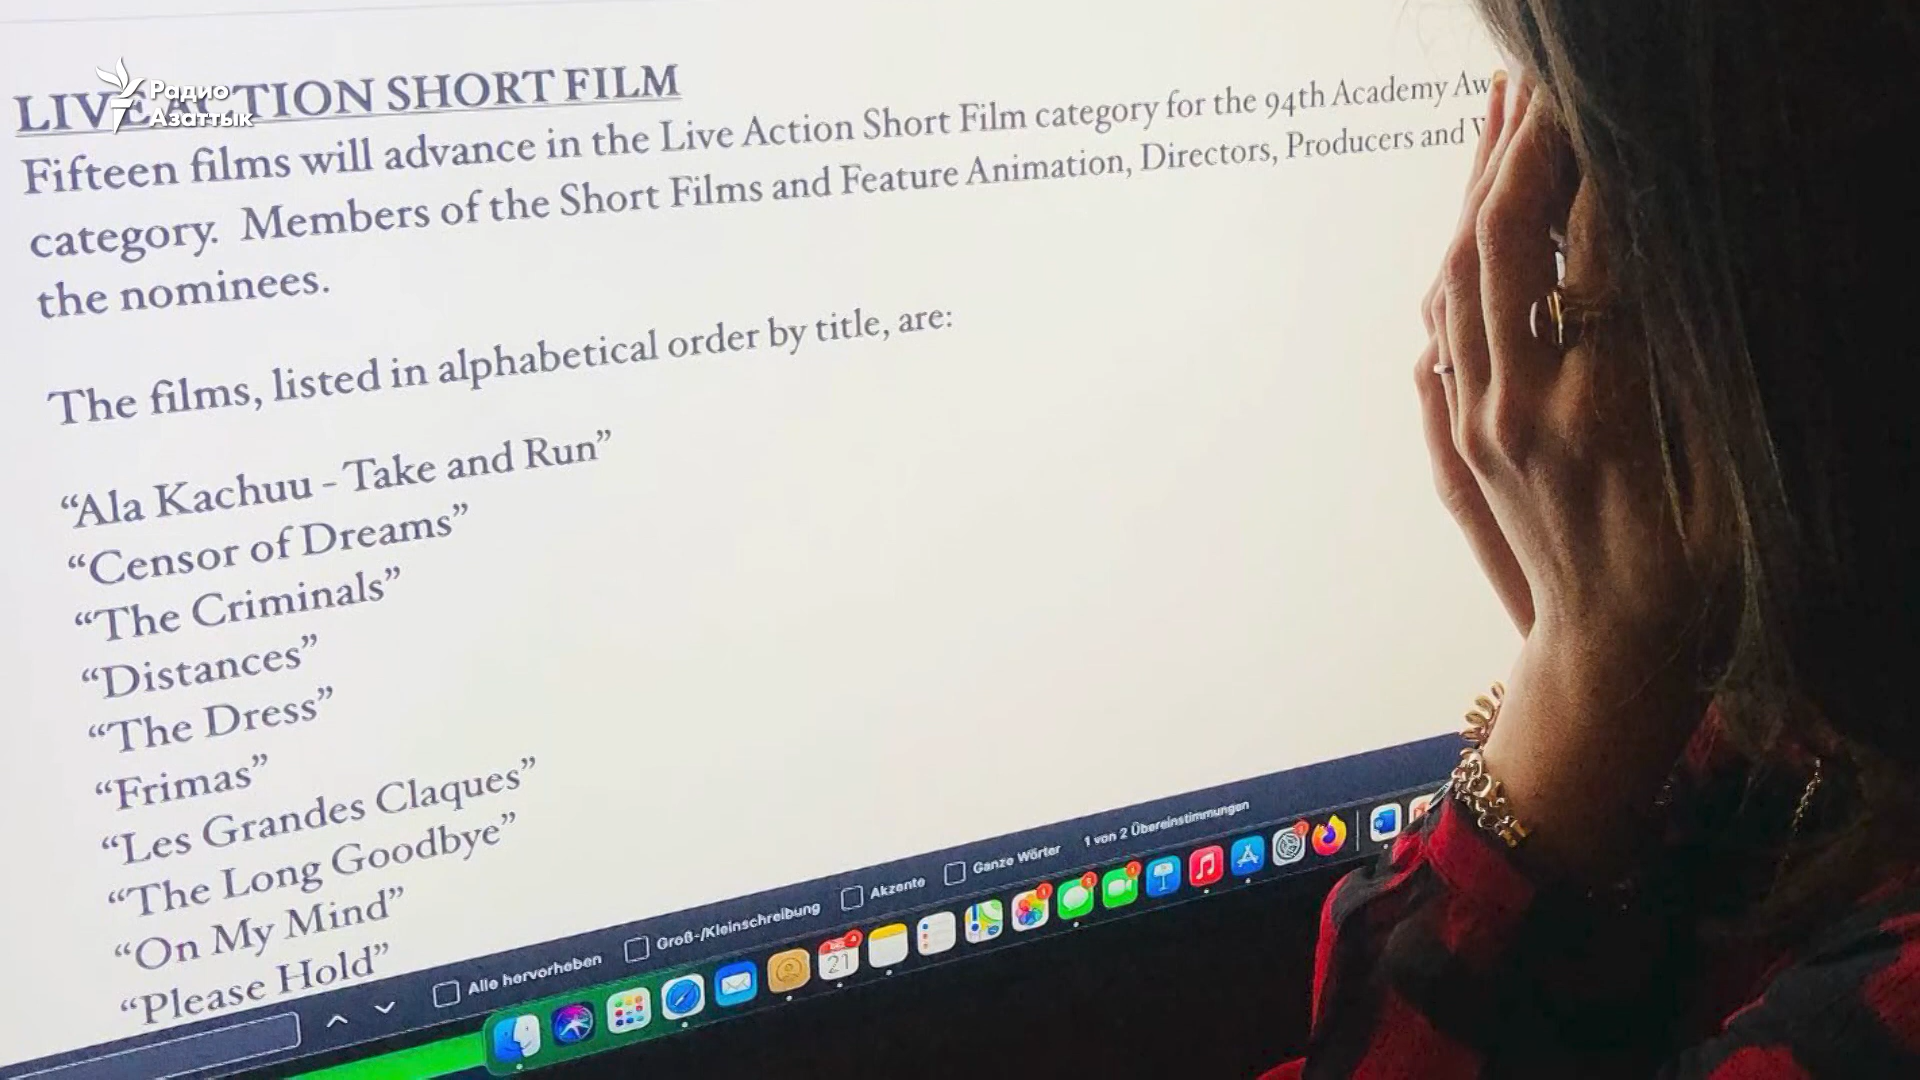 Радио
Азаттык
LIVE ACTION SHORT FILM
Fifteen films will advance in the Live Action Short Film category for the 94th Academy Aw
category. Members of the Short Films and Feature Animation, Directors, Producers and
the nominees.
The films, listed in alphabetical order by title, are:
“Ala Kachuu - Take and Run”
“Censor of Dreams”
“The Criminals”
“Distances”
“The Dress”
“Frimas”
“Les Grandes Claques”
“The Long Goodbye”
“On My Mind”
“Please Hold”
Alle hervorheben Groß-/Kleinschreibung Akzente Ganze Wörter 1 von 2 Übereinstimmungen
21